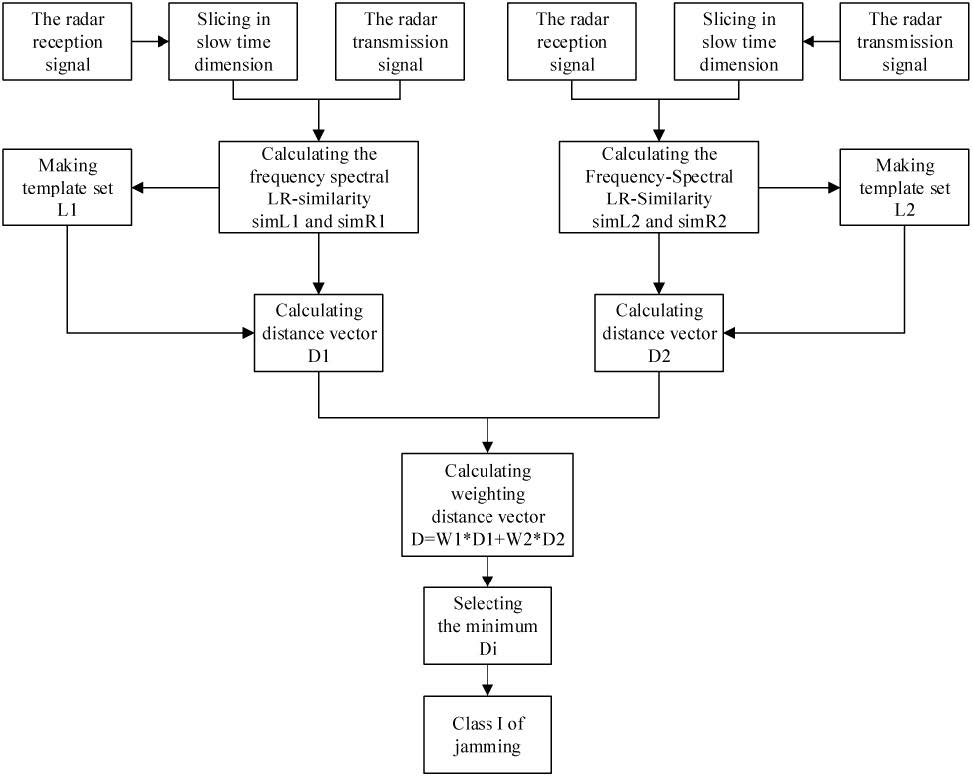 The radar
reception
signal
Slicing in
slow time
dimension
The radar
transmission
signal
The radar
reception
signal
Slicing in
slow time
dimension
The radar
transmission
signal
Making
template set
L1
Calculating the
frequency spectral
LR-similarity
simL1 and simR1
Calculating the
Frequency-Spectral
LR-Similarity
simL2 and simR2
Making
template set
L2
Calculating
distance vector
D1
Calculating
distance vector
D2
Calculating
weighting
distance vector
D=W1*D1+W2*D2
Selecting
the minimum
Di
Class I of
jamming